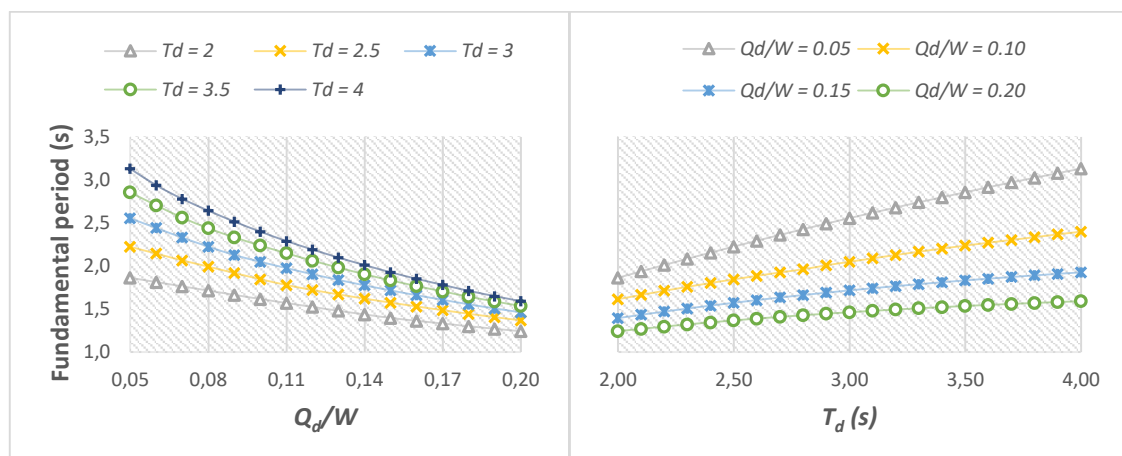 Td = 2
Td = 2.5
Td = 3
Td = 3.5
Td = 4
Fundamental period (s)
3,5
3,0
2,5
2,0
1,5
1,0
0,05
0,08
0,11
0,14
0,17
0,20
Qd/W
Qd/W = 0.05
Qd/W = 0.10
Qd/W = 0.15
Qd/W = 0.20
2,00
2,50
3,00
3,50
4,00
Td (s)